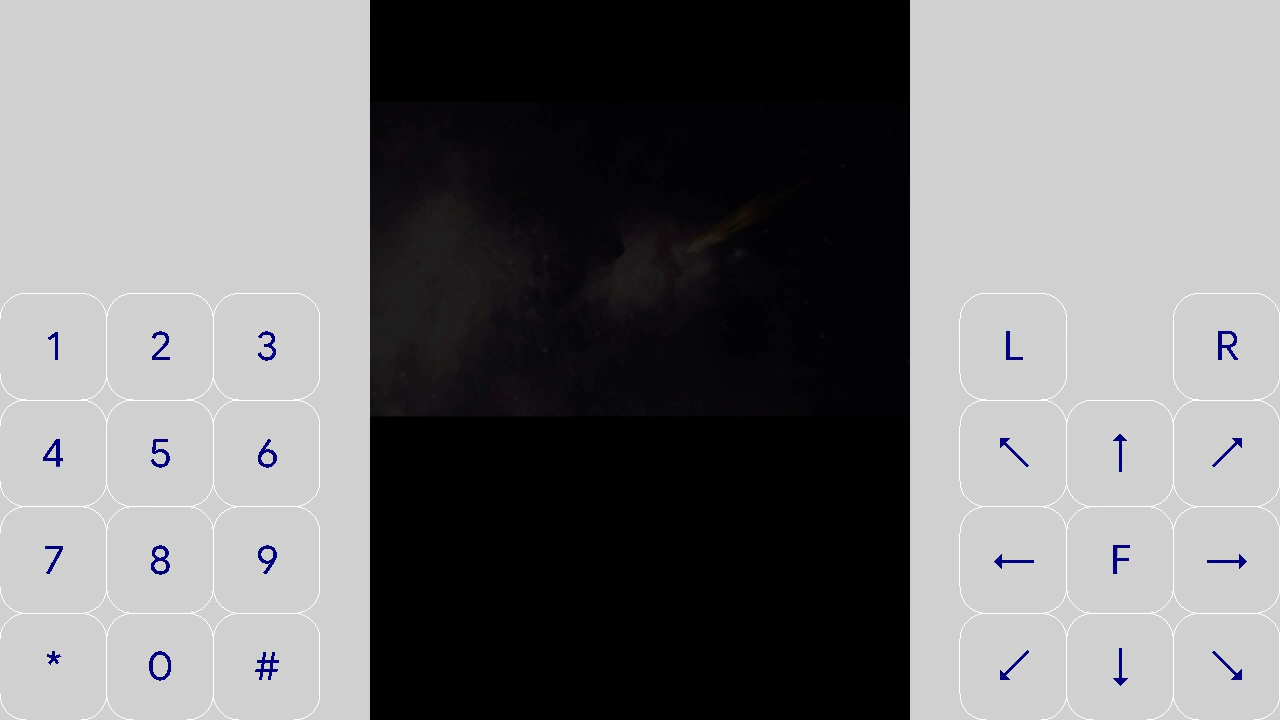 1 2 3 L R
4 5 6 ↖ ↑ ↗
7 8 9 ← F →
* 0 # ↙ ↓ ↘